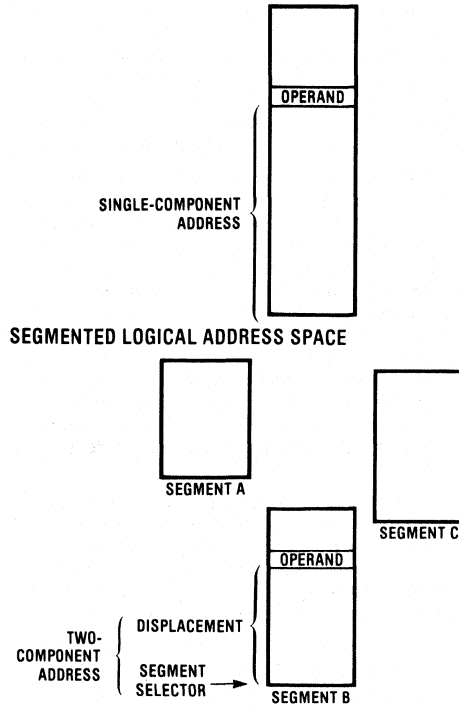 OPERAND
SINGLE-COMPONENT
ADDRESS
SEGMENTED LOGICAL ADDRESS SPACE
SEGMENT A
SEGMENT C
OPERAND
DISPLACEMENT
TWO-
COMPONENT
ADDRESS
SEGMENT
SELECTOR
SEGMENT B